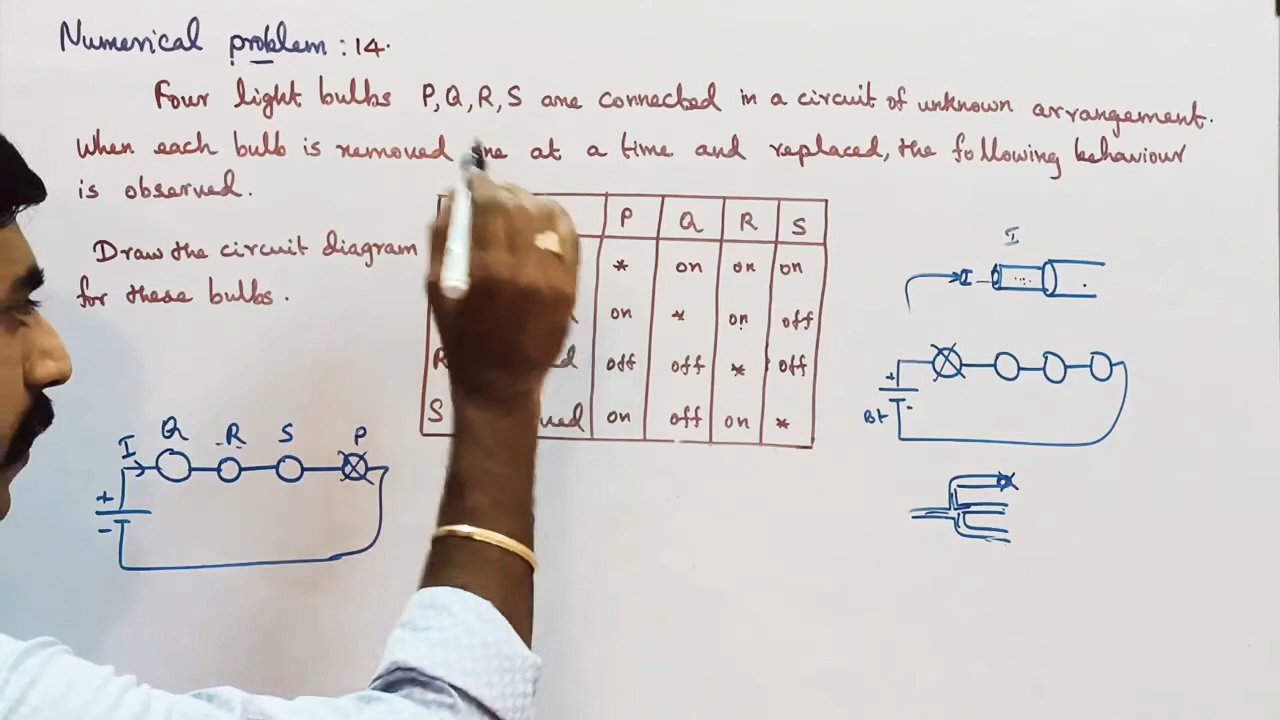 Numerical problem : 14.
Four light bulbs P, Q, R, S are connected in a circuit of unknown arrangement.
When each bulb is removed one at a time and replaced, the following behaviour
is observed.
Draw the circuit diagram
for these bulbs.
P Q R S
* on on on
on * on off
R off off * off
S on off on *
I
I
+
-
Bt
I Q R S P
+
-